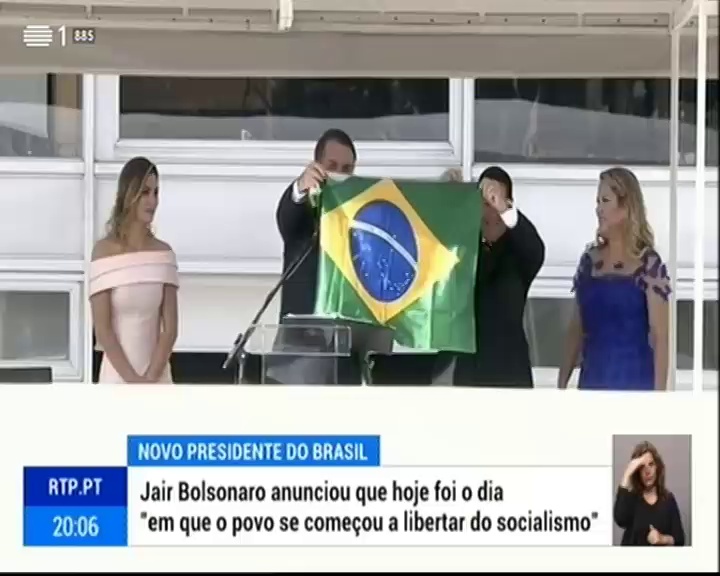 1 885
NOVO PRESIDENTE DO BRASIL
RTP.PT
Jair Bolsonaro anunciou que hoje foi o dia
20:06
"em que o povo se começou a libertar do socialismo"